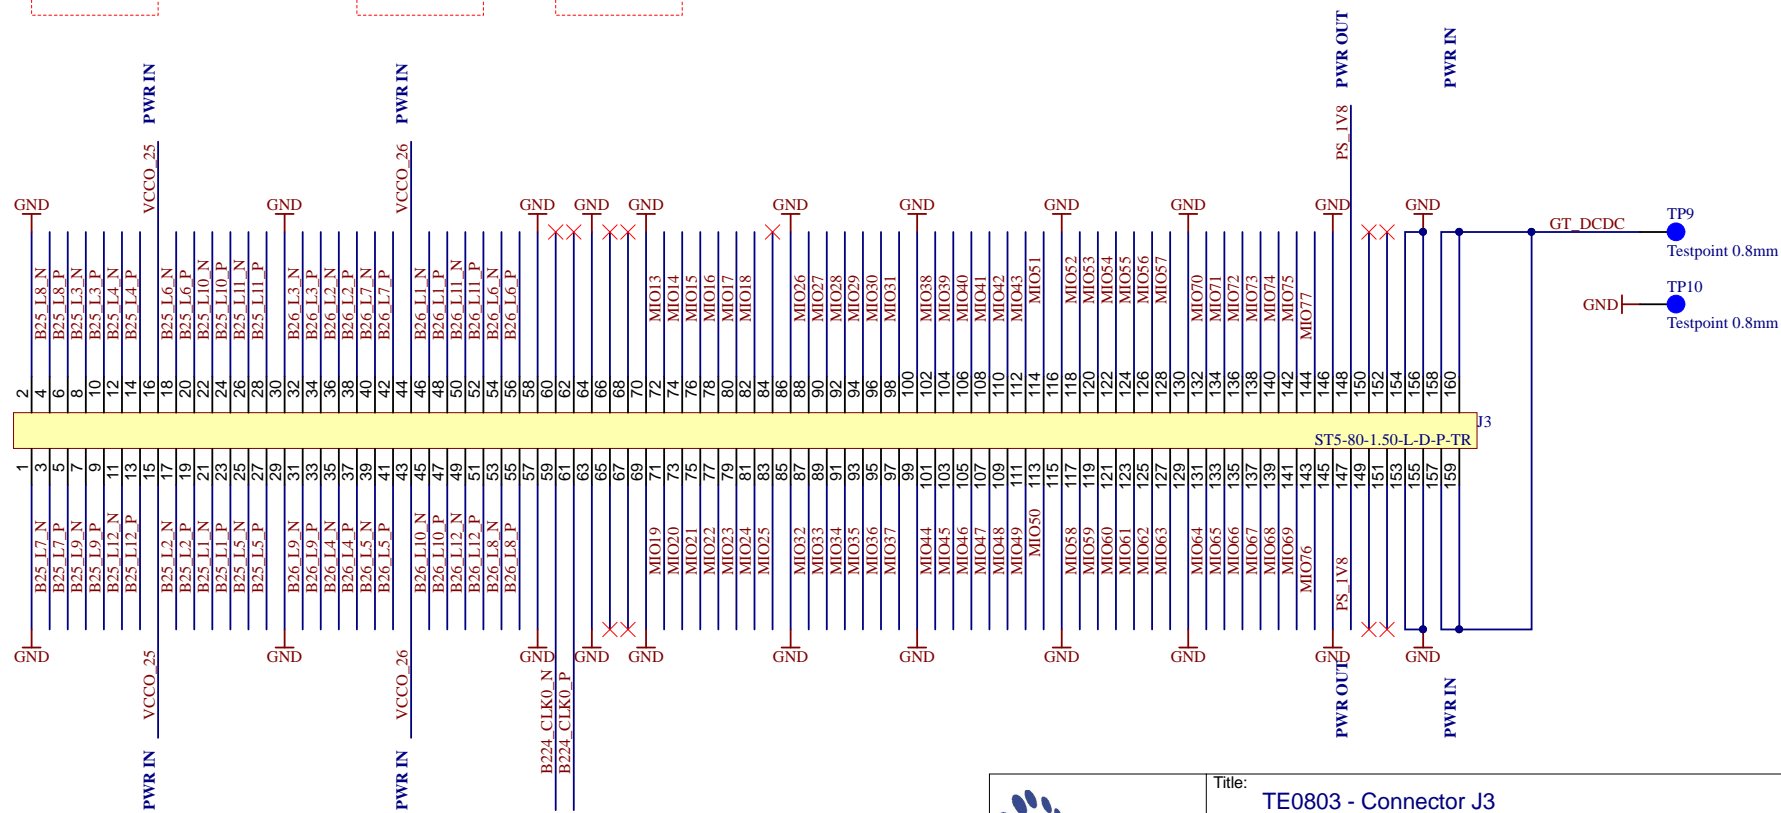 PWR IN
PWR IN
PWR OUT
PWR IN
VCCO_25
VCCO_26
PS_1V8
GND GND GND GND GND GND GND GND GND GND GND
GT_DCDC
TP9
Testpoint 0.8mm
GND
TP10
Testpoint 0.8mm
B25_L8_N
B25_L8_P
B25_L3_N
B25_L3_P
B25_L4_N
B25_L4_P
B25_L6_N
B25_L6_P
B25_L10_N
B25_L10_P
B25_L11_N
B25_L11_P
B26_L3_N
B26_L3_P
B26_L2_N
B26_L2_P
B26_L7_N
B26_L7_P
B26_L1_N
B26_L1_P
B26_L11_N
B26_L11_P
B26_L6_N
B26_L6_P
MIO13
MIO14
MIO15
MIO16
MIO17
MIO18
MIO26
MIO27
MIO28
MIO29
MIO30
MIO31
MIO38
MIO39
MIO40
MIO41
MIO42
MIO43
MIO51
MIO52
MIO53
MIO54
MIO55
MIO56
MIO57
MIO70
MIO71
MIO72
MIO73
MIO74
MIO75
MIO77
2 4 6 8 10 12 14 16 18 20 22 24 26 28 30 32 34 36 38 40 42 44 46 48 50 52 54 56 58 60 62 64 66 68 70 72 74 76 78 80 82 84 86 88 90 92 94 96 98 100 102 104 106 108 110 112 114 116 118 120 122 124 126 128 130 132 134 136 138 140 142 144 146 148 150 152 154 156 158 160
J3
ST5-80-1.50-L-D-P-TR
1 3 5 7 9 11 13 15 17 19 21 23 25 27 29 31 33 35 37 39 41 43 45 47 49 51 53 55 57 59 61 63 65 67 69 71 73 75 77 79 81 83 85 87 89 91 93 95 97 99 101 103 105 107 109 111 113 115 117 119 121 123 125 127 129 131 133 135 137 139 141 143 145 147 149 151 153 155 157 159
B25_L7_N
B25_L7_P
B25_L9_N
B25_L9_P
B25_L12_N
B25_L12_P
B25_L2_N
B25_L2_P
B25_L1_N
B25_L1_P
B25_L5_N
B25_L5_P
B26_L9_N
B26_L9_P
B26_L4_N
B26_L4_P
B26_L5_N
B26_L5_P
B26_L10_N
B26_L10_P
B26_L12_N
B26_L12_P
B26_L8_N
B26_L8_P
MIO19
MIO20
MIO21
MIO22
MIO23
MIO24
MIO25
MIO32
MIO33
MIO34
MIO35
MIO36
MIO37
MIO44
MIO45
MIO46
MIO47
MIO48
MIO49
MIO50
MIO58
MIO59
MIO60
MIO61
MIO62
MIO63
MIO64
MIO65
MIO66
MIO67
MIO68
MIO69
MIO76
PS_1V8
GND GND GND GND GND GND GND GND GND GND GND
VCCO_25
VCCO_26
B224_CLK0_N
B224_CLK0_P
PWR OUT
PWR IN
PWR IN
PWR IN
Title:
TE0803 - Connector J3